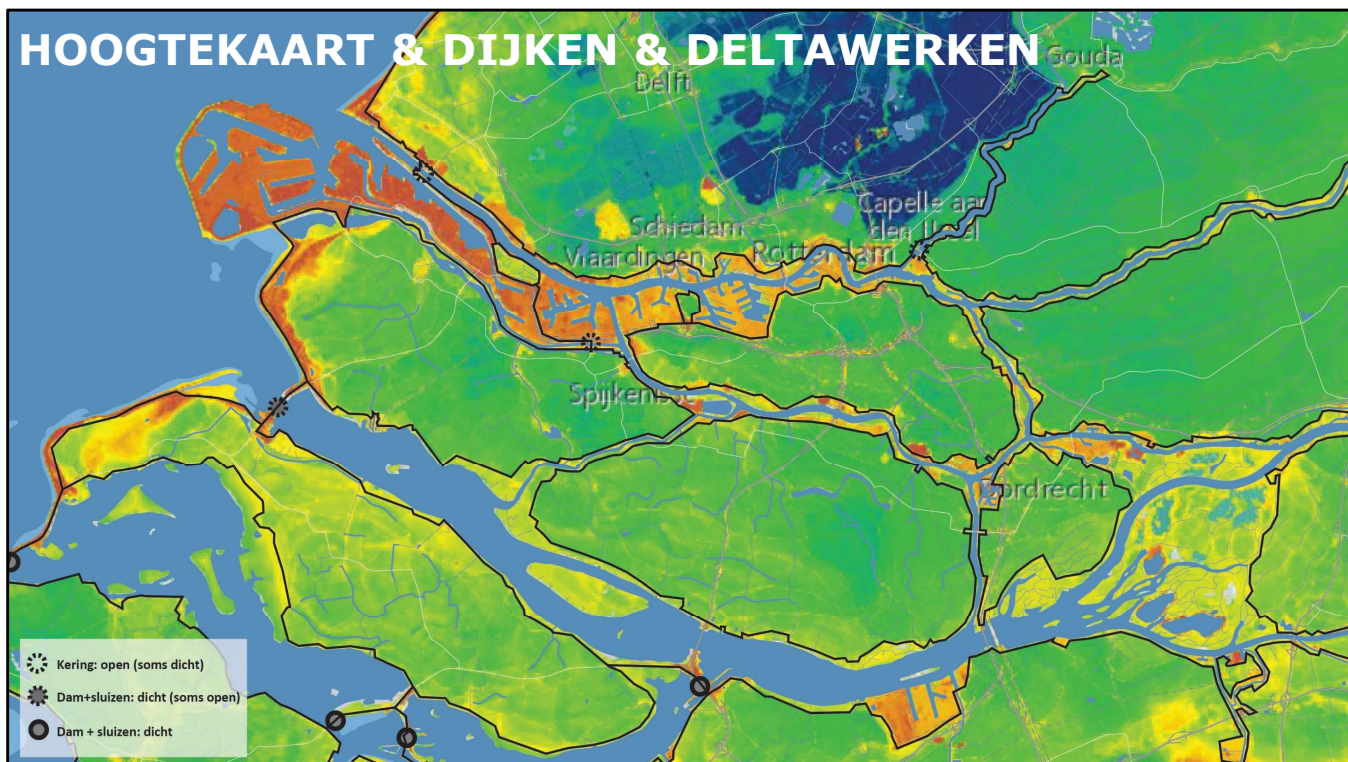 HOOGTEKAART & DIJKEN & DELTAWERKEN
Gouda
Delft
Capelle aan
den IJssel
Schiedam
Vlaardingen
Rotterdam
Spijkenisse
Dordrecht
Kering: open (soms dicht)
Dam+sluizen: dicht (soms open)
Dam + sluizen: dicht